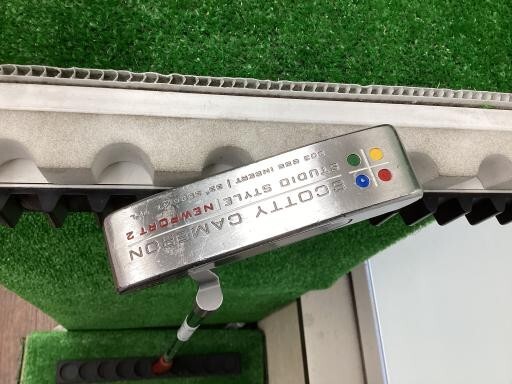 SCOTTY CAMERON
STUDIO STYLE | NEWPORT 2
303 GSS INSERT |